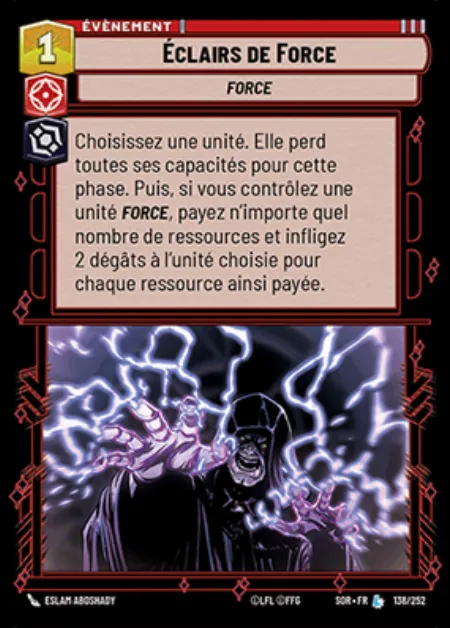 1
ÉVÈNEMENT
ÉCLAIRS DE FORCE
FORCE
Choisissez une unité. Elle perd
toutes ses capacités pour cette
phase. Puis, si vous contrôlez une
unité FORCE, payez n'importe quel
nombre de ressources et infligez
2 dégâts à l'unité choisie pour
chaque ressource ainsi payée.
ESLAM ABOSHADY
©LFL ©FFG
SOR • FR L 138/252